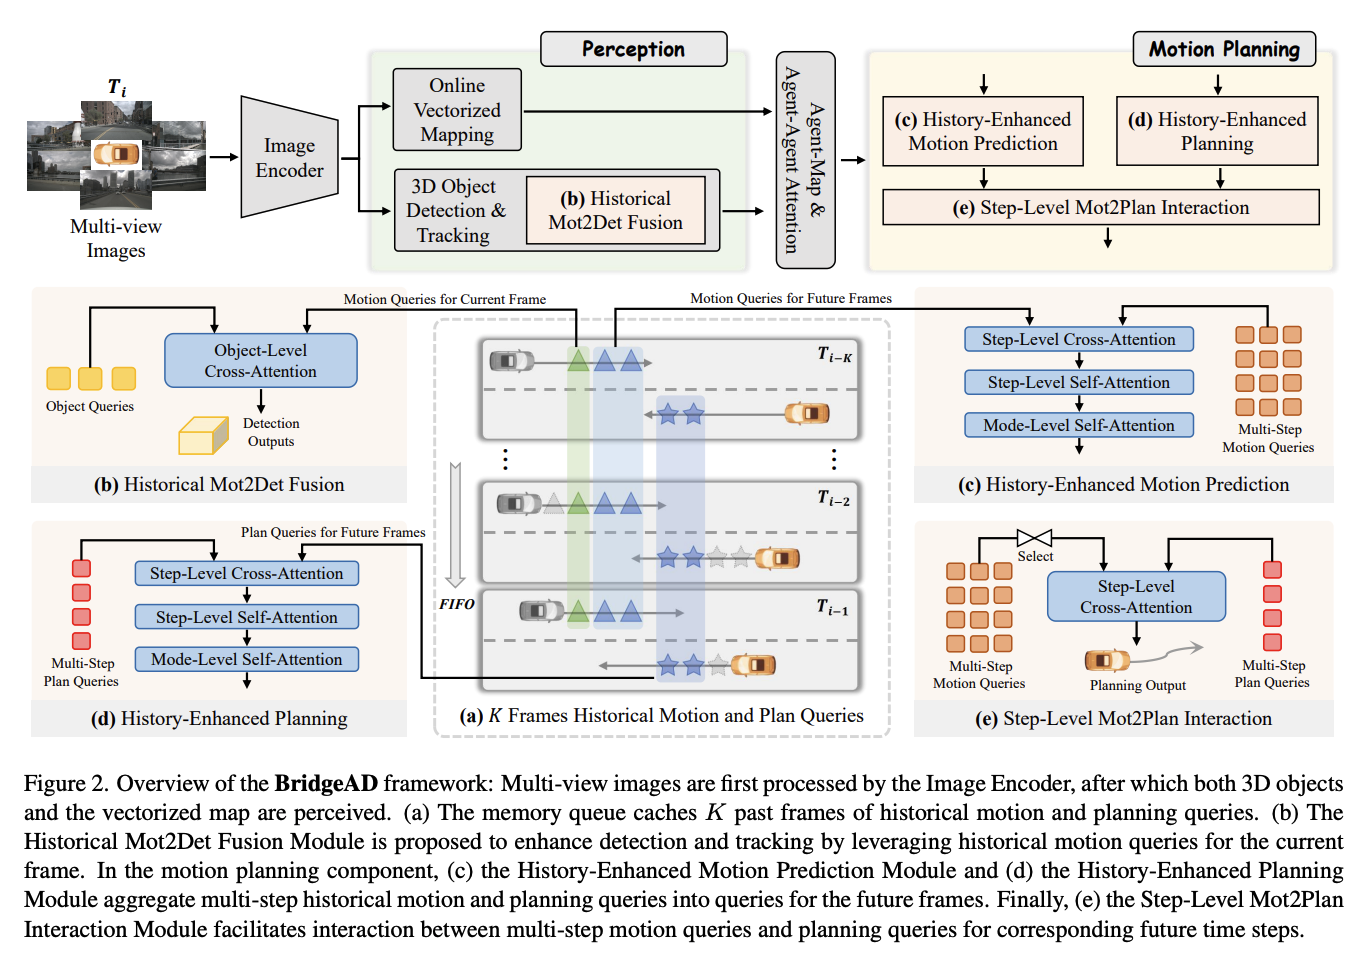 Perception
Motion Planning
T_i
Multi-view
Images
Image
Encoder
Online
Vectorized
Mapping
3D Object
Detection &
Tracking
(b) Historical
Mot2Det Fusion
Agent-Map &
Agent-Agent Attention
(c) History-Enhanced
Motion Prediction
(d) History-Enhanced
Planning
(e) Step-Level Mot2Plan Interaction
Motion Queries for Current Frame
Motion Queries for Future Frames
Object Queries
Object-Level
Cross-Attention
Detection
Outputs
(b) Historical Mot2Det Fusion
Plan Queries for Future Frames
Multi-Step
Plan Queries
Step-Level Cross-Attention
Step-Level Self-Attention
Mode-Level Self-Attention
(d) History-Enhanced Planning
T_{i-K}
T_{i-2}
T_{i-1}
FIFO
(a) K Frames Historical Motion and Plan Queries
Step-Level Cross-Attention
Step-Level Self-Attention
Mode-Level Self-Attention
Multi-Step
Motion Queries
(c) History-Enhanced Motion Prediction
Select
Multi-Step
Motion Queries
Step-Level
Cross-Attention
Planning Output
Multi-Step
Plan Queries
(e) Step-Level Mot2Plan Interaction
Figure 2. Overview of the BridgeAD framework: Multi-view images are first processed by the Image Encoder, after which both 3D objects
and the vectorized map are perceived. (a) The memory queue caches K past frames of historical motion and planning queries. (b) The
Historical Mot2Det Fusion Module is proposed to enhance detection and tracking by leveraging historical motion queries for the current
frame. In the motion planning component, (c) the History-Enhanced Motion Prediction Module and (d) the History-Enhanced Planning
Module aggregate multi-step historical motion and planning queries into queries for the future frames. Finally, (e) the Step-Level Mot2Plan
Interaction Module facilitates interaction between multi-step motion queries and planning queries for corresponding future time steps.